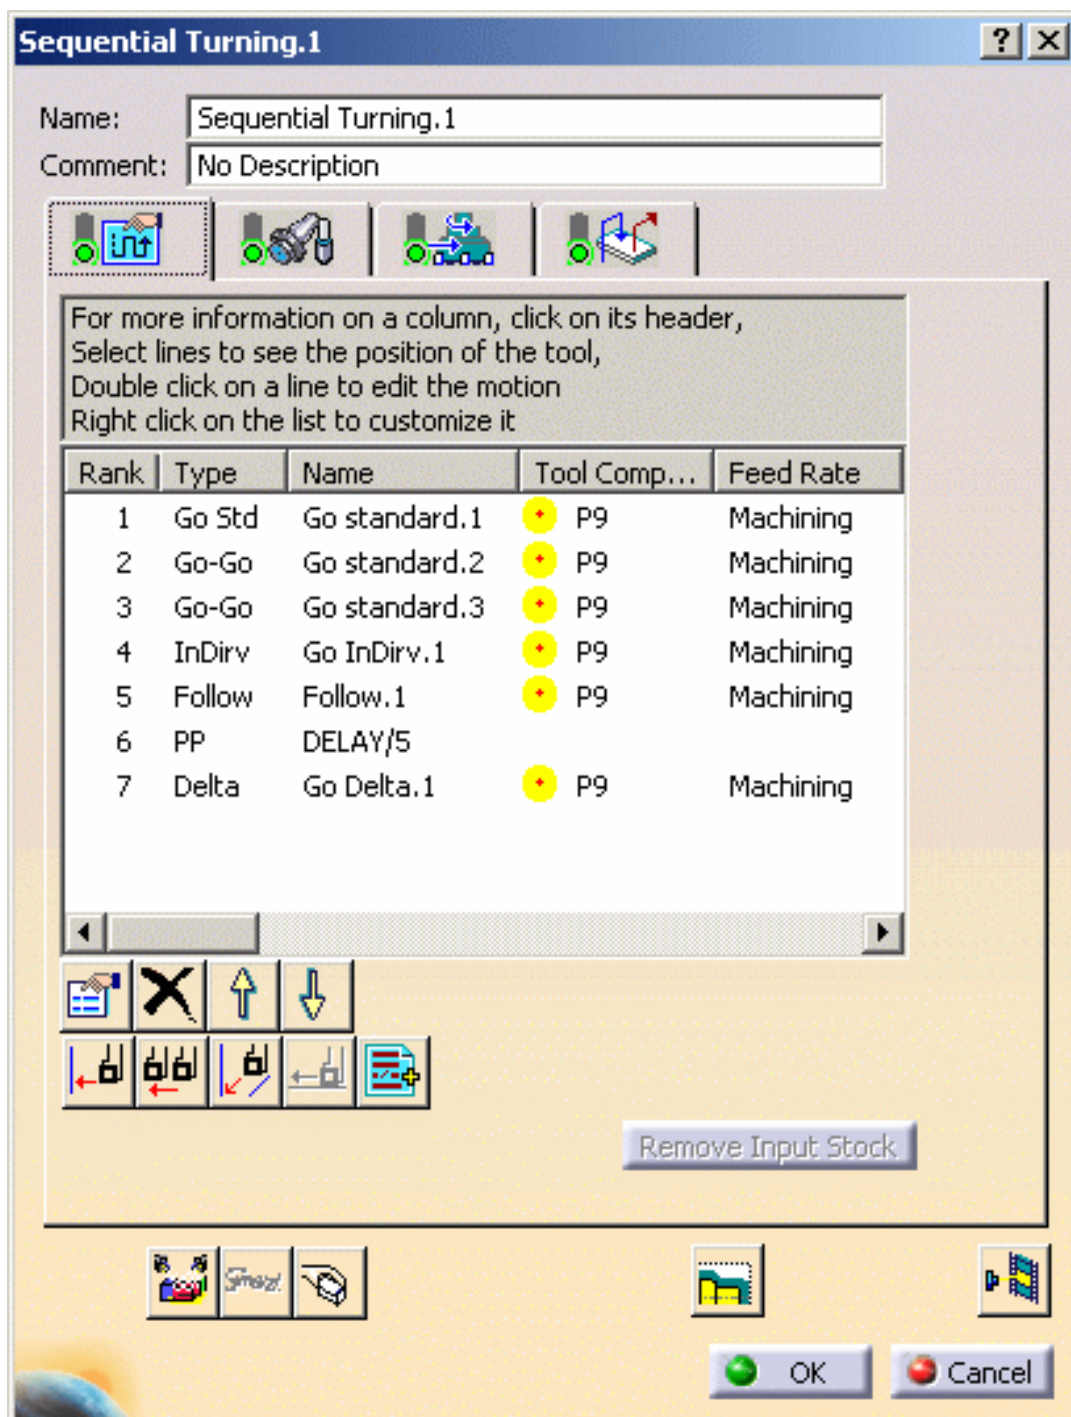 Sequential Turning.1
Name: Sequential Turning.1
Comment: No Description
For more information on a column, click on its header,
Select lines to see the position of the tool,
Double click on a line to edit the motion
Right click on the list to customize it
Rank Type Name Tool Comp... Feed Rate
1 Go Std Go standard.1 P9 Machining
2 Go-Go Go standard.2 P9 Machining
3 Go-Go Go standard.3 P9 Machining
4 InDirv Go InDirv.1 P9 Machining
5 Follow Follow.1 P9 Machining
6 PP DELAY/5
7 Delta Go Delta.1 P9 Machining
Remove Input Stock
OK Cancel